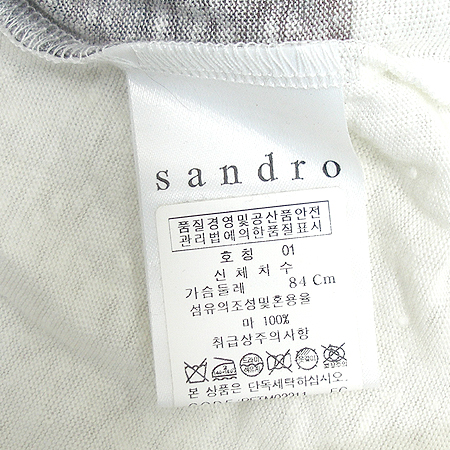 sandro
품질경영및공산품안전
관리법에의한품질표시
호칭 01
신체치수
가슴둘레 84 Cm
섬유의조성및혼용율
마 100%
취급상주의사항
본 상품은 단독세탁하십시오.